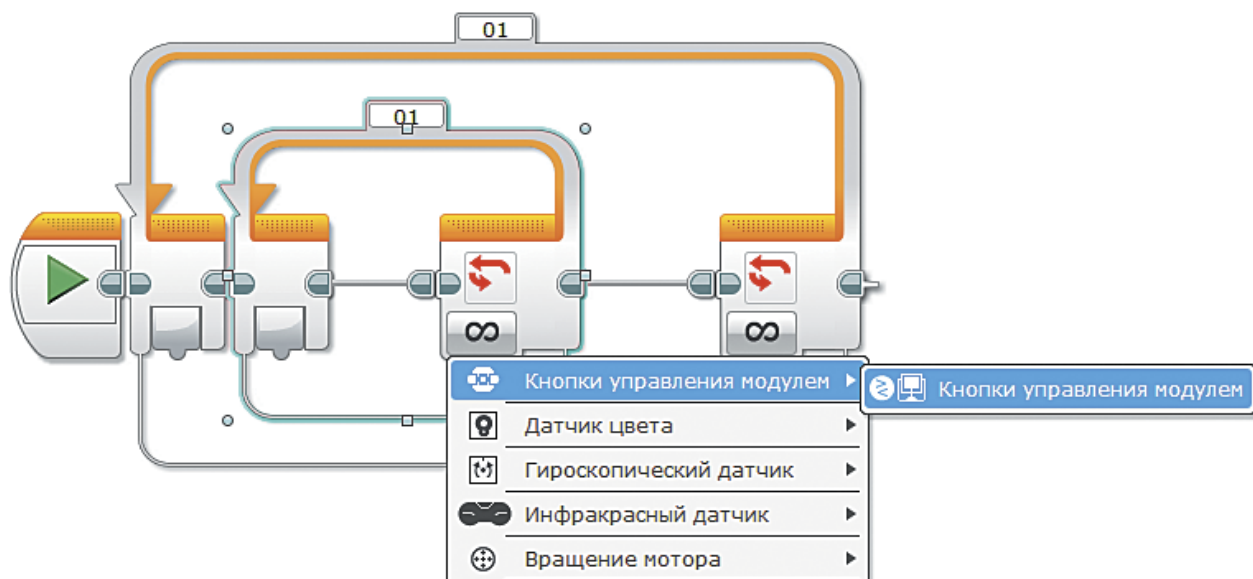 01
01
∞
∞
Кнопки управления модулем
Кнопки управления модулем
Датчик цвета
Гироскопический датчик
Инфракрасный датчик
Вращение мотора